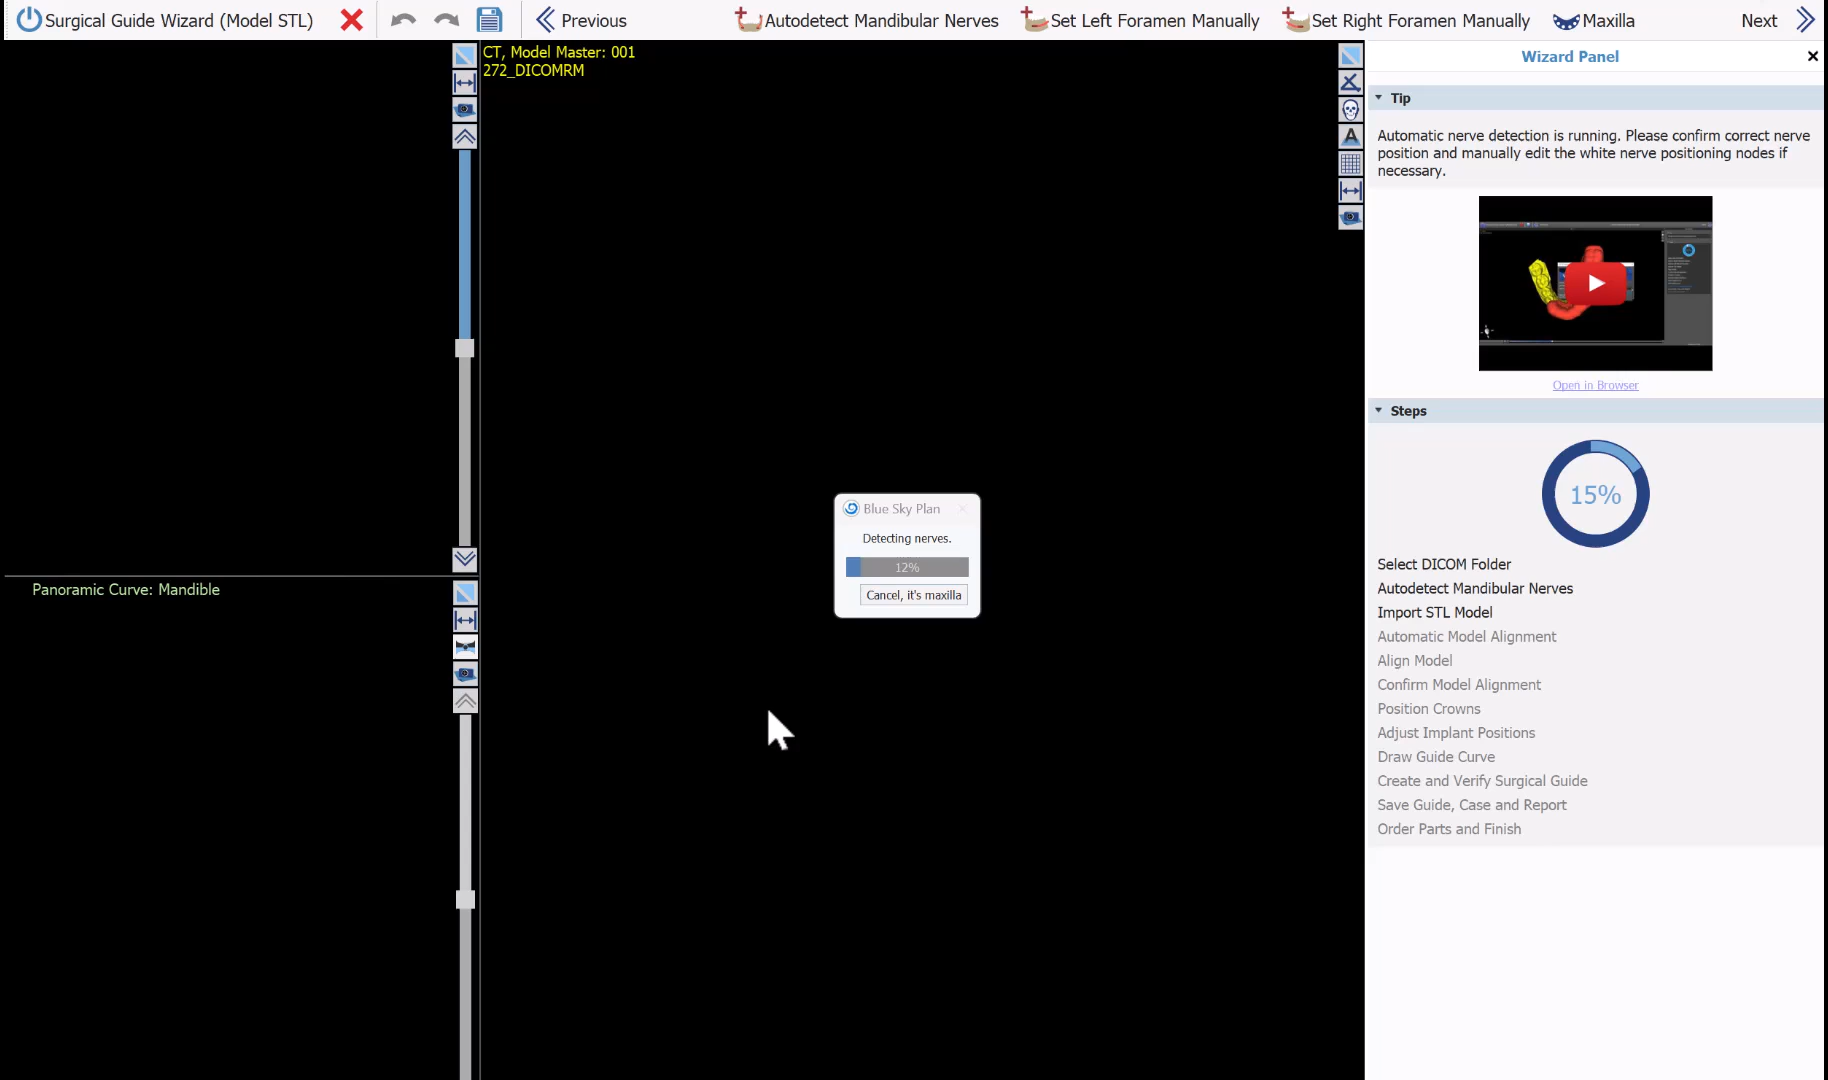 Surgical Guide Wizard (Model STL)
Previous
Autodetect Mandibular Nerves
Set Left Foramen Manually
Set Right Foramen Manually
Maxilla
Next
CT, Model Master: 001
272_DICOMRM
A
Panoramic Curve: Mandible
Blue Sky Plan
Detecting nerves.
12%
Cancel, it's maxilla
Wizard Panel
Tip
Automatic nerve detection is running. Please confirm correct nerve
position and manually edit the white nerve positioning nodes if
necessary.
Open in Browser
Steps
15%
Select DICOM Folder
Autodetect Mandibular Nerves
Import STL Model
Automatic Model Alignment
Align Model
Confirm Model Alignment
Position Crowns
Adjust Implant Positions
Draw Guide Curve
Create and Verify Surgical Guide
Save Guide, Case and Report
Order Parts and Finish